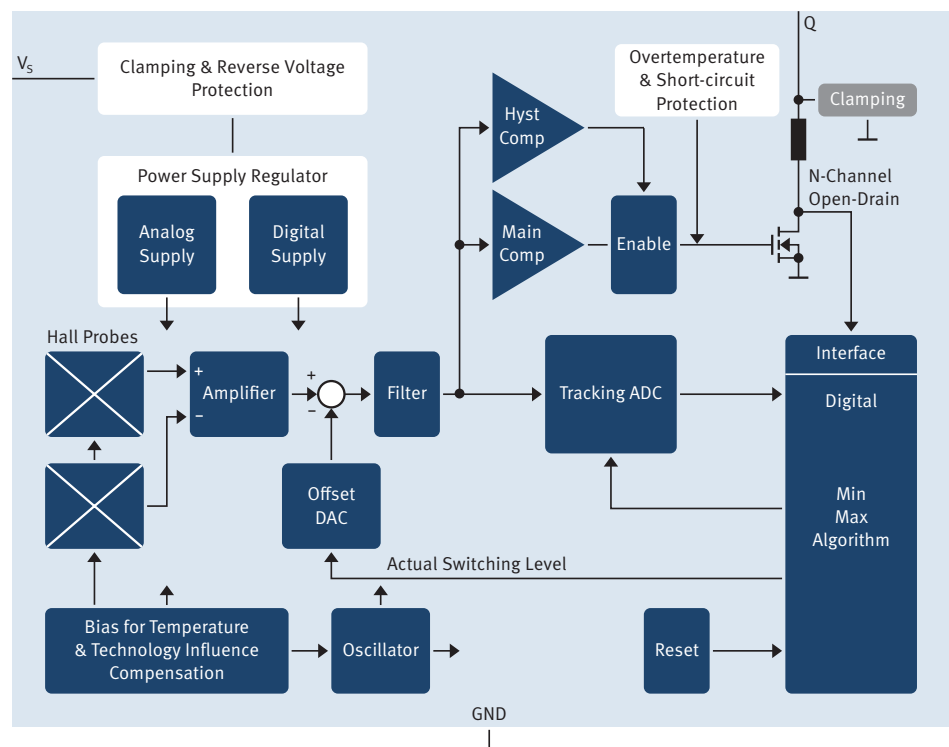 Q
V_S
Clamping & Reverse Voltage
Protection
Overtemperature
& Short-circuit
Protection
Clamping
Hyst
Comp
N-Channel
Open-Drain
Power Supply Regulator
Analog
Supply
Digital
Supply
Main
Comp
Enable
Hall Probes
+
−
Amplifier
+
−
Filter
Tracking ADC
Interface
Digital
Min
Max
Algorithm
Offset
DAC
Actual Switching Level
Bias for Temperature
& Technology Influence
Compensation
Oscillator
Reset
GND